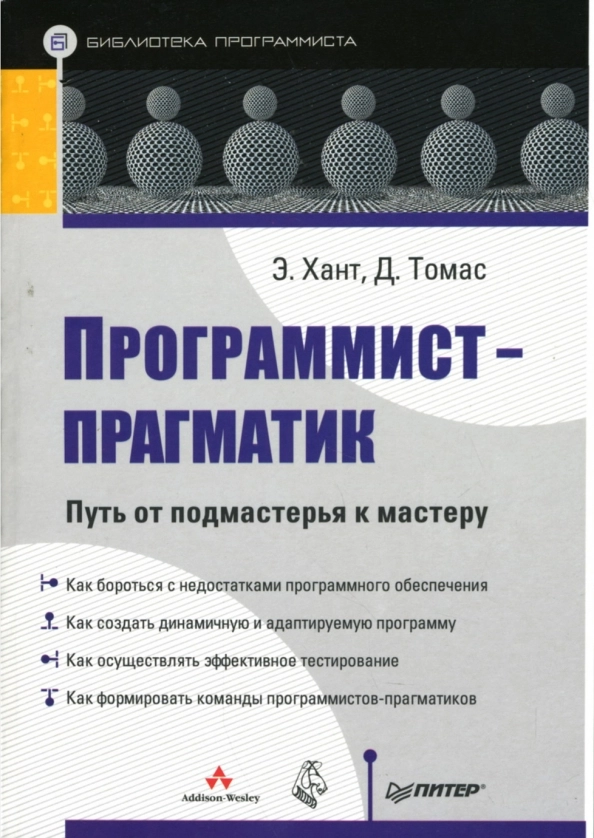 БИБЛИОТЕКА ПРОГРАММИСТА
Э. Хант, Д. Томас
ПРОГРАММИСТ–
ПРАГМАТИК
Путь от подмастерья к мастеру
Как бороться с недостатками программного обеспечения
Как создать динамичную и адаптируемую программу
Как осуществлять эффективное тестирование
Как формировать команды программистов-прагматиков
Addison-Wesley
ПИТЕР®